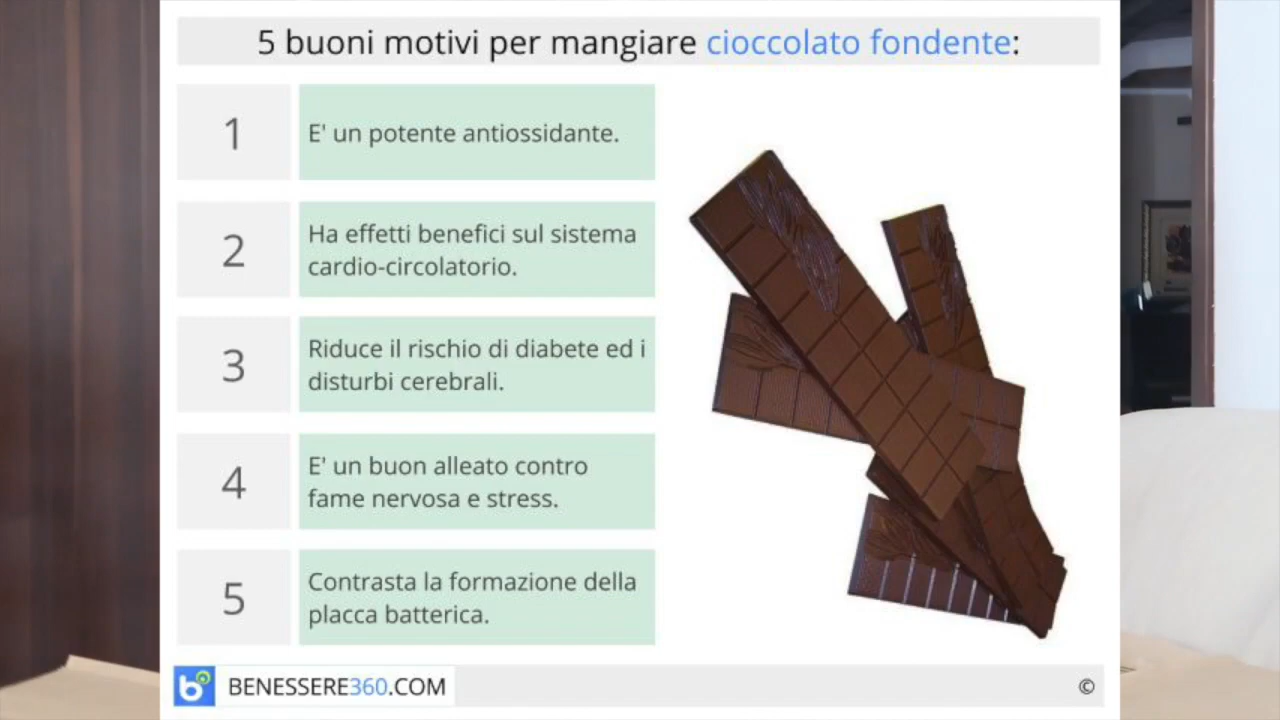 5 buoni motivi per mangiare cioccolato fondente:
1
E' un potente antiossidante.
2
Ha effetti benefici sul sistema
cardio-circolatorio.
3
Riduce il rischio di diabete ed i
disturbi cerebrali.
4
E' un buon alleato contro
fame nervosa e stress.
5
Contrasta la formazione della
placca batterica.
b BENESSERE360.COM
©